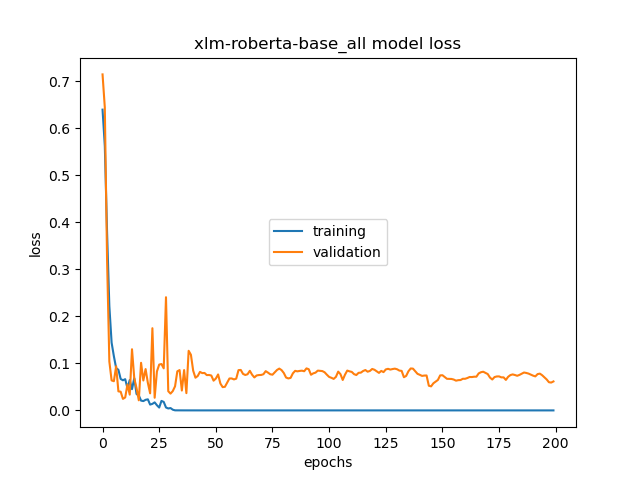 xlm-roberta-base_all model loss
0.7
0.6
0.5
0.4
0.3
0.2
0.1
0.0
loss
training
validation
0 25 50 75 100 125 150 175 200
epochs